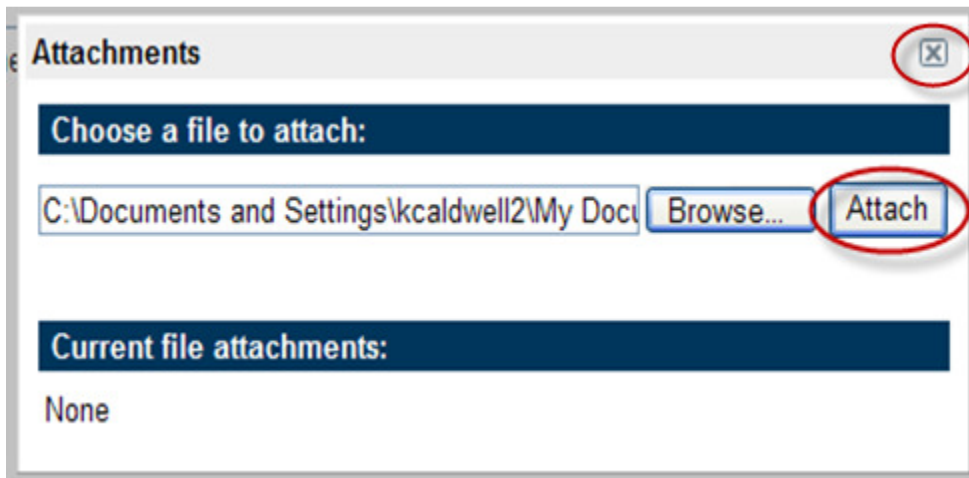 Attachments
Choose a file to attach:
C:\Documents and Settings\kcaldwell2\My Docu Browse... Attach
Current file attachments:
None